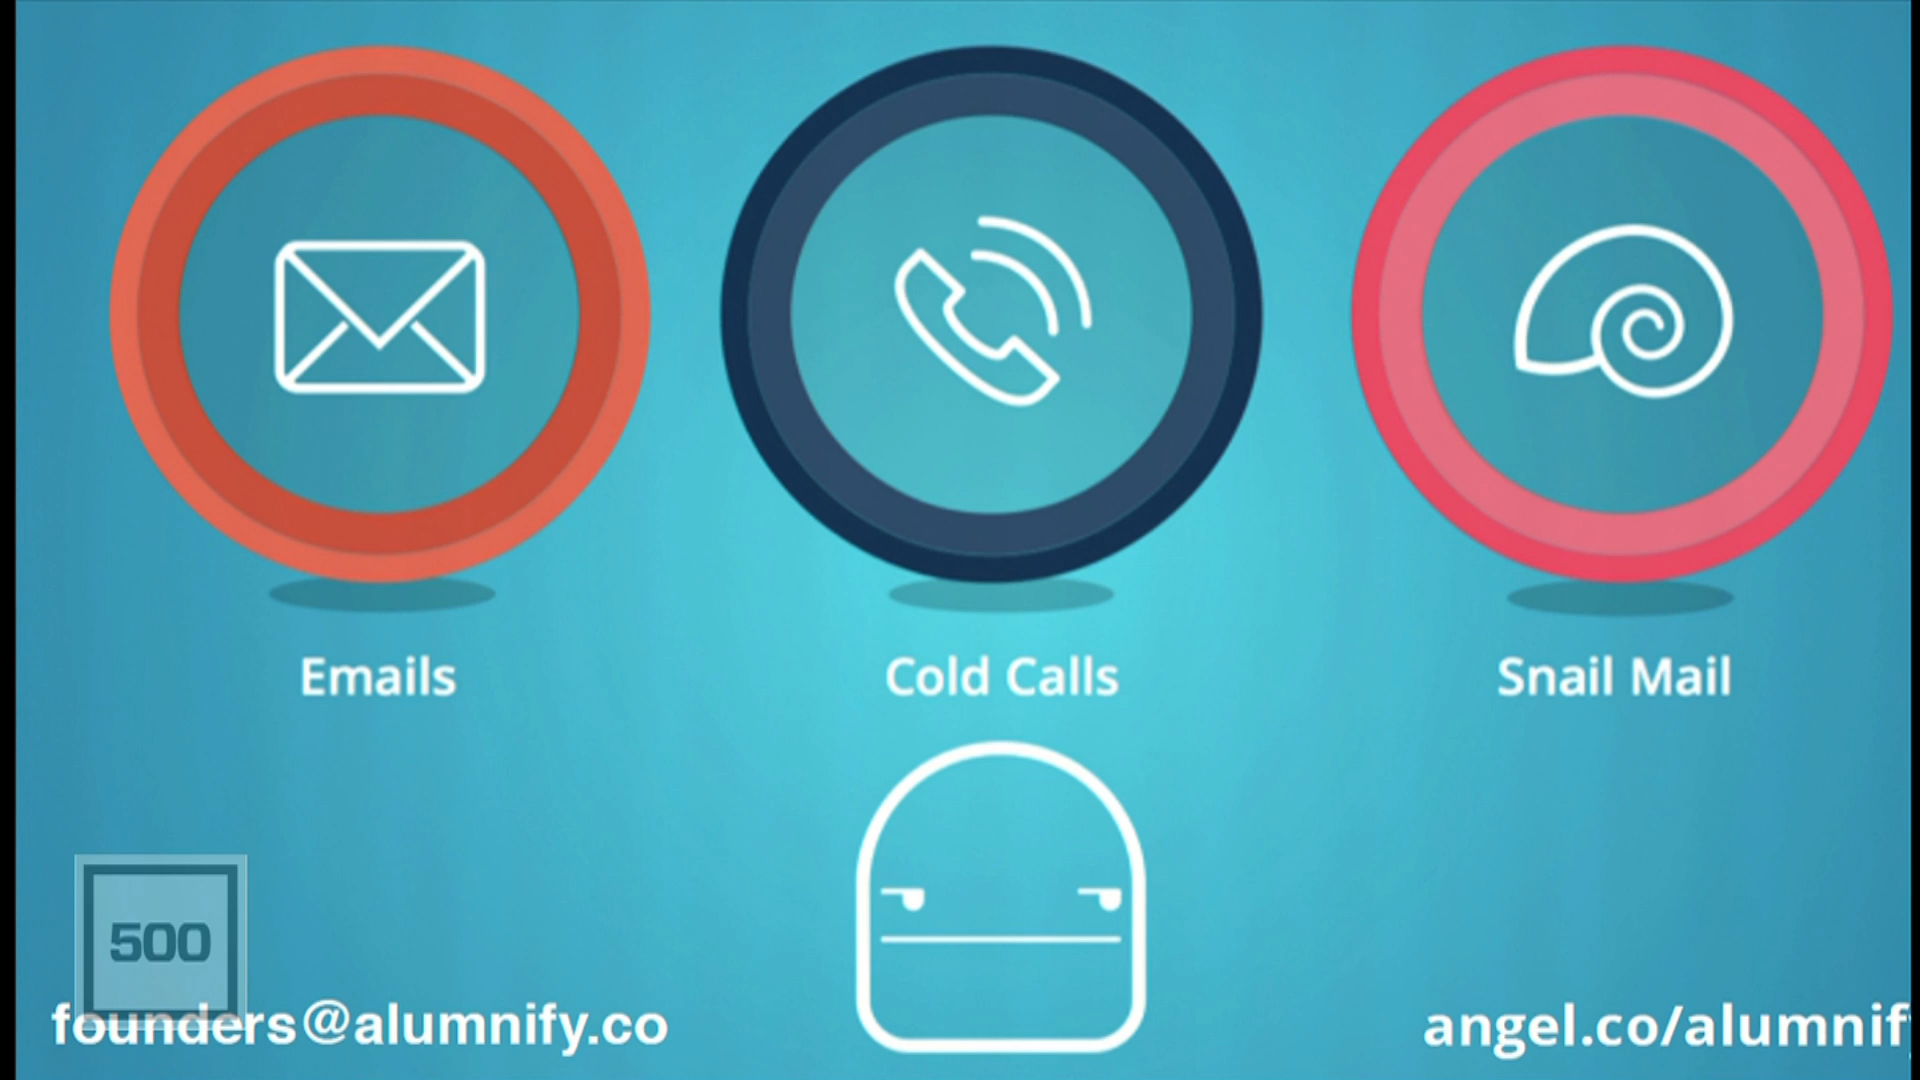 Emails
Cold Calls
Snail Mail
500
founders@alumnify.co
angel.co/alumnif